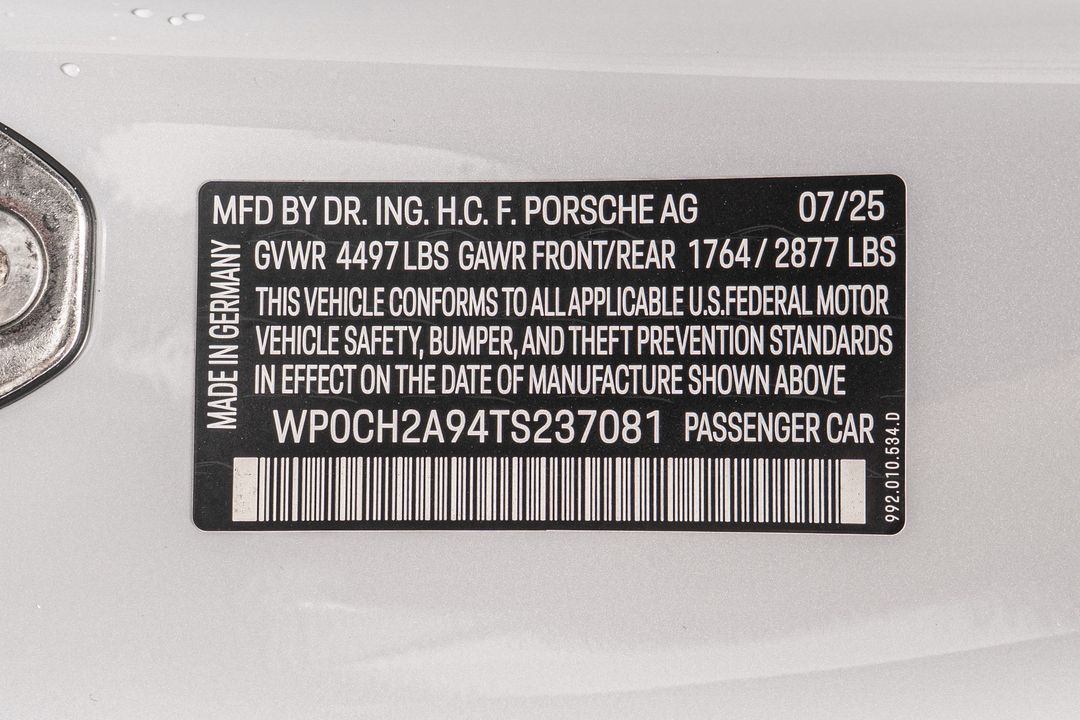 MFD BY DR. ING. H.C. F. PORSCHE AG 07/25
GVWR 4497 LBS GAWR FRONT/REAR 1764 / 2877 LBS
THIS VEHICLE CONFORMS TO ALL APPLICABLE U.S.FEDERAL MOTOR
VEHICLE SAFETY, BUMPER, AND THEFT PREVENTION STANDARDS
IN EFFECT ON THE DATE OF MANUFACTURE SHOWN ABOVE
WP0CH2A94TS237081 PASSENGER CAR
MADE IN GERMANY
992.010.534.D